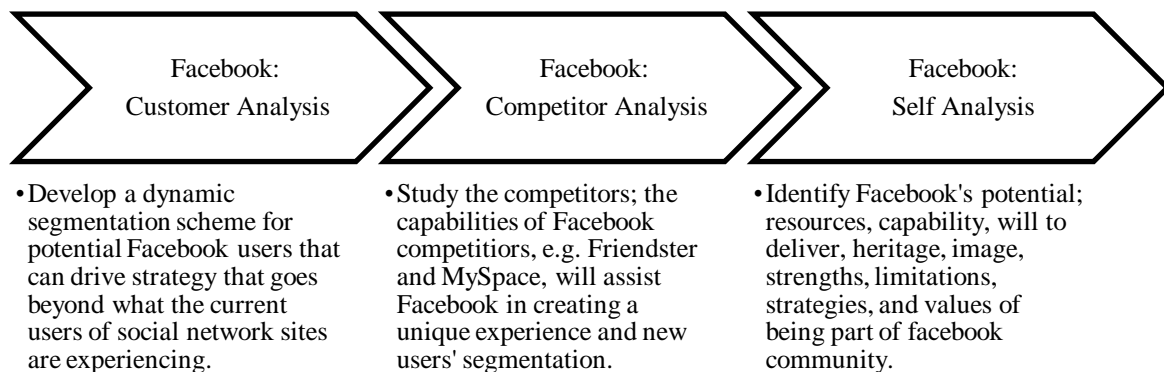 Facebook:
Customer Analysis
Facebook:
Competitor Analysis
Facebook:
Self Analysis
•Develop a dynamic
segmentation scheme for
potential Facebook users that
can drive strategy that goes
beyond what the current
users of social network sites
are experiencing.
•Study the competitors; the
capabilities of Facebook
competitiors, e.g. Friendster
and MySpace, will assist
Facebook in creating a
unique experience and new
users' segmentation.
•Identify Facebook's potential;
resources, capability, will to
deliver, heritage, image,
strengths, limitations,
strategies, and values of
being part of facebook
community.